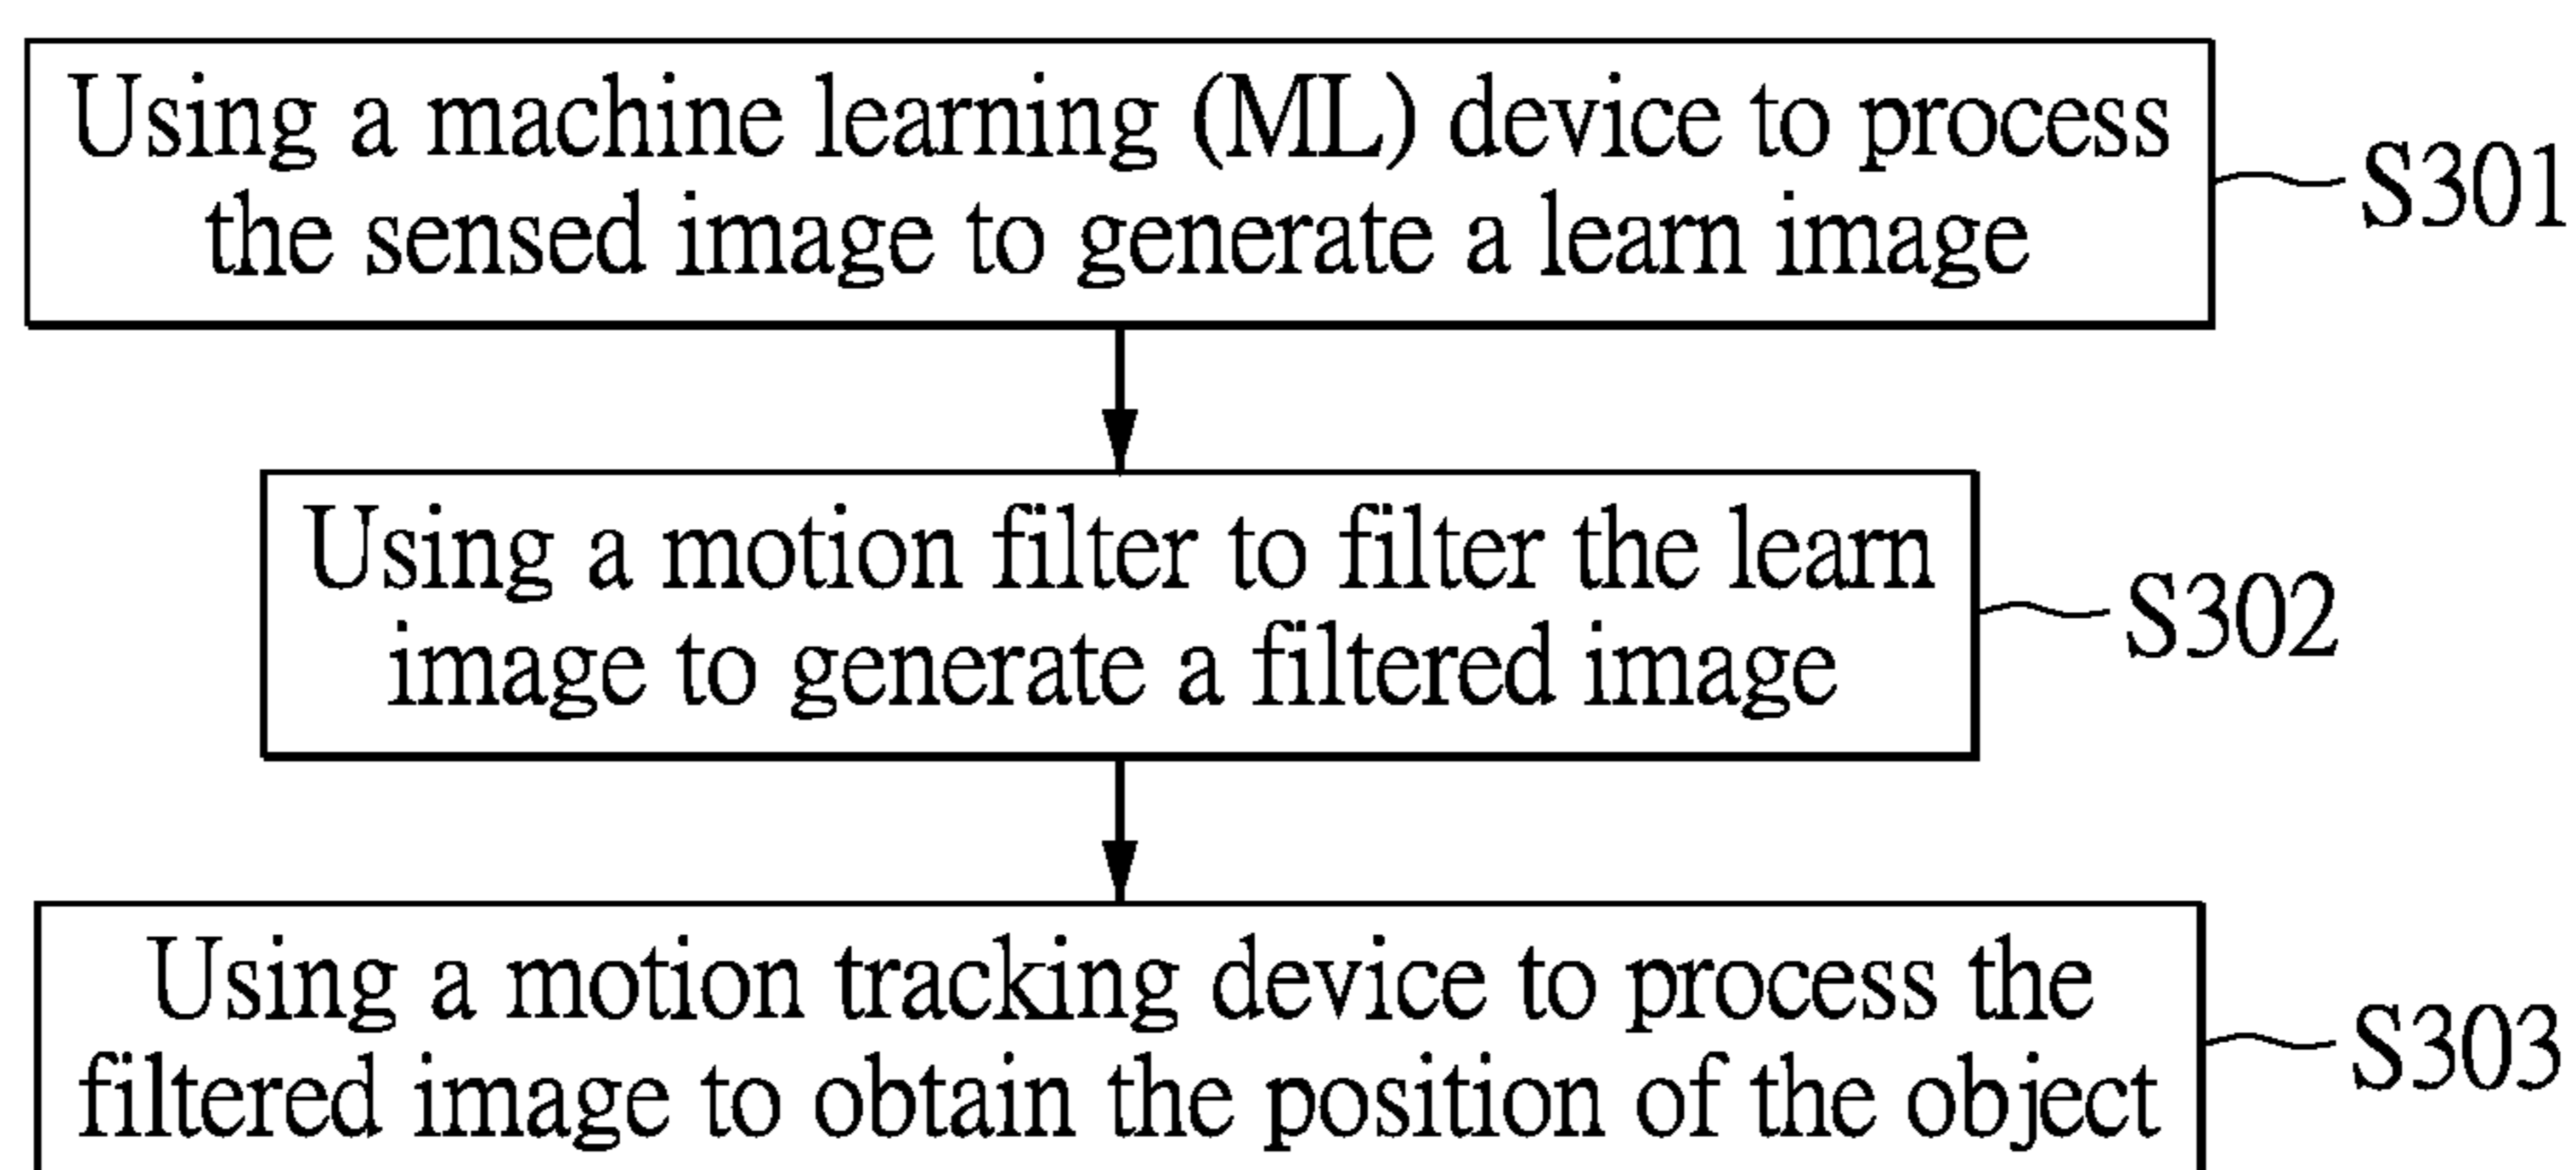 Using a machine learning (ML) device to process
the sensed image to generate a learn image
S301
Using a motion filter to filter the learn
image to generate a filtered image
S302
Using a motion tracking device to process the
filtered image to obtain the position of the object
S303